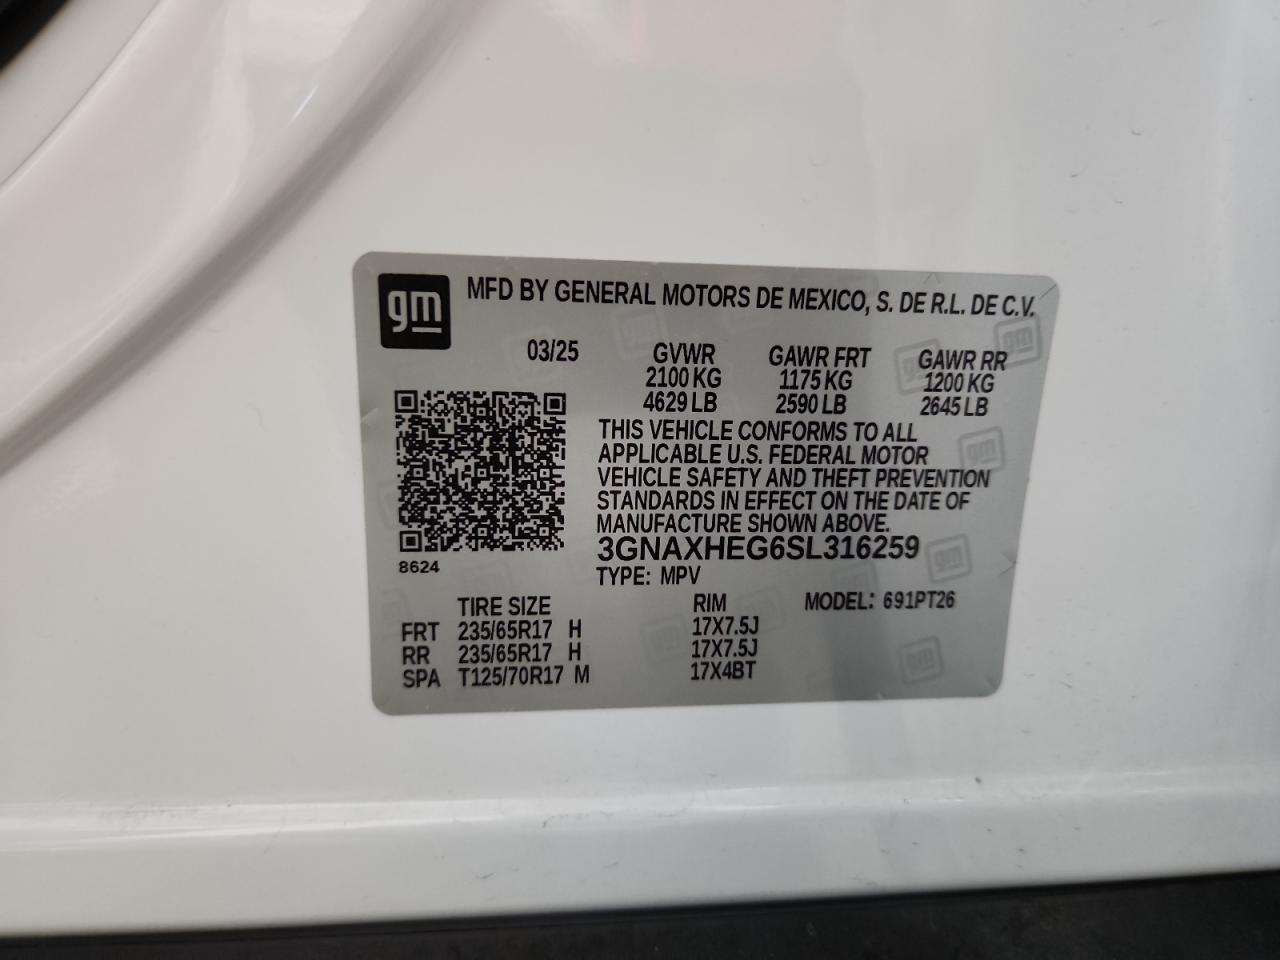 gm MFD BY GENERAL MOTORS DE MEXICO, S. DE R.L. DE C.V.
03/25 GVWR GAWR FRT GAWR RR
2100 KG 1175 KG 1200 KG
4629 LB 2590 LB 2645 LB
THIS VEHICLE CONFORMS TO ALL
APPLICABLE U.S. FEDERAL MOTOR
VEHICLE SAFETY AND THEFT PREVENTION
STANDARDS IN EFFECT ON THE DATE OF
MANUFACTURE SHOWN ABOVE.
3GNAXHEG6SL316259
8624
TYPE: MPV
TIRE SIZE RIM MODEL: 691PT26
FRT 235/65R17 H 17X7.5J
RR 235/65R17 H 17X7.5J
SPA T125/70R17 M 17X4BT